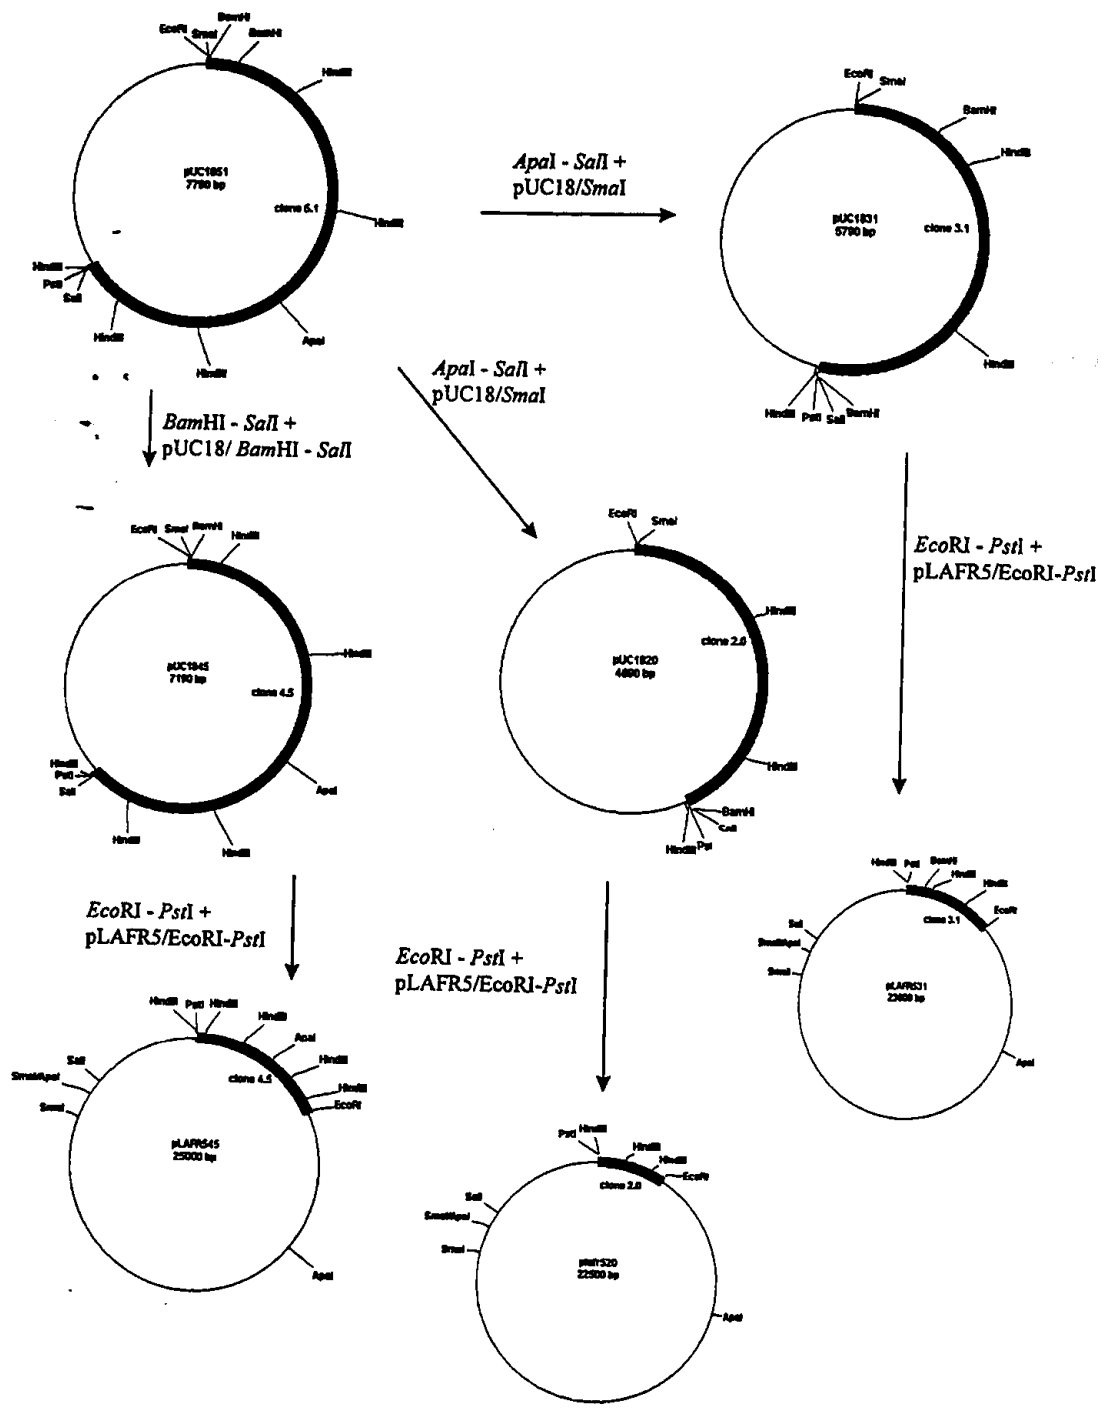 BamHI
EcoRI
SmaI
BamHI
HindIII
pUC1851
7790 bp
clone 5.1
HindIII
HindIII
PstI
SalI
HindIII
ApaI
HindIII
ApaI - SalI +
pUC18/SmaI
EcoRI
SmaI
BamHI
HindIII
pUC1831
5790 bp
clone 3.1
HindIII
HindIII
PstI
SalI
BamHI
BamHI - SalI +
pUC18/ BamHI - SalI
ApaI - SalI +
pUC18/SmaI
EcoRI
SmaI
BamHI
HindIII
HindIII
pUC1845
7190 bp
clone 4.5
HindIII
PstI
SalI
ApaI
HindIII
HindIII
EcoRI
SmaI
HindIII
clone 2.0
pUC1820
HindIII
BamHI
SalI
HindIII
Pst
EcoRI - PstI +
pLAFR5/EcoRI-PstI
EcoRI - PstI +
pLAFR5/EcoRI-PstI
EcoRI - PstI +
pLAFR5/EcoRI-PstI
HindIII
PstI
BamHI
HindIII
HindIII
EcoRI
clone 3.1
SalI
SmaI/ApaI
SmaI
pLAFR531
ApaI
HindIII
PstI
HindIII
HindIII
ApaI
HindIII
HindIII
EcoRI
clone 4.5
SalI
SmaI/ApaI
SmaI
pLAFR545
25000 bp
ApaI
PstI
HindIII
HindIII
HindIII
EcoRI
clone 2.0
SalI
SmaI/ApaI
SmaI
plafr520
22500 bp
ApaI